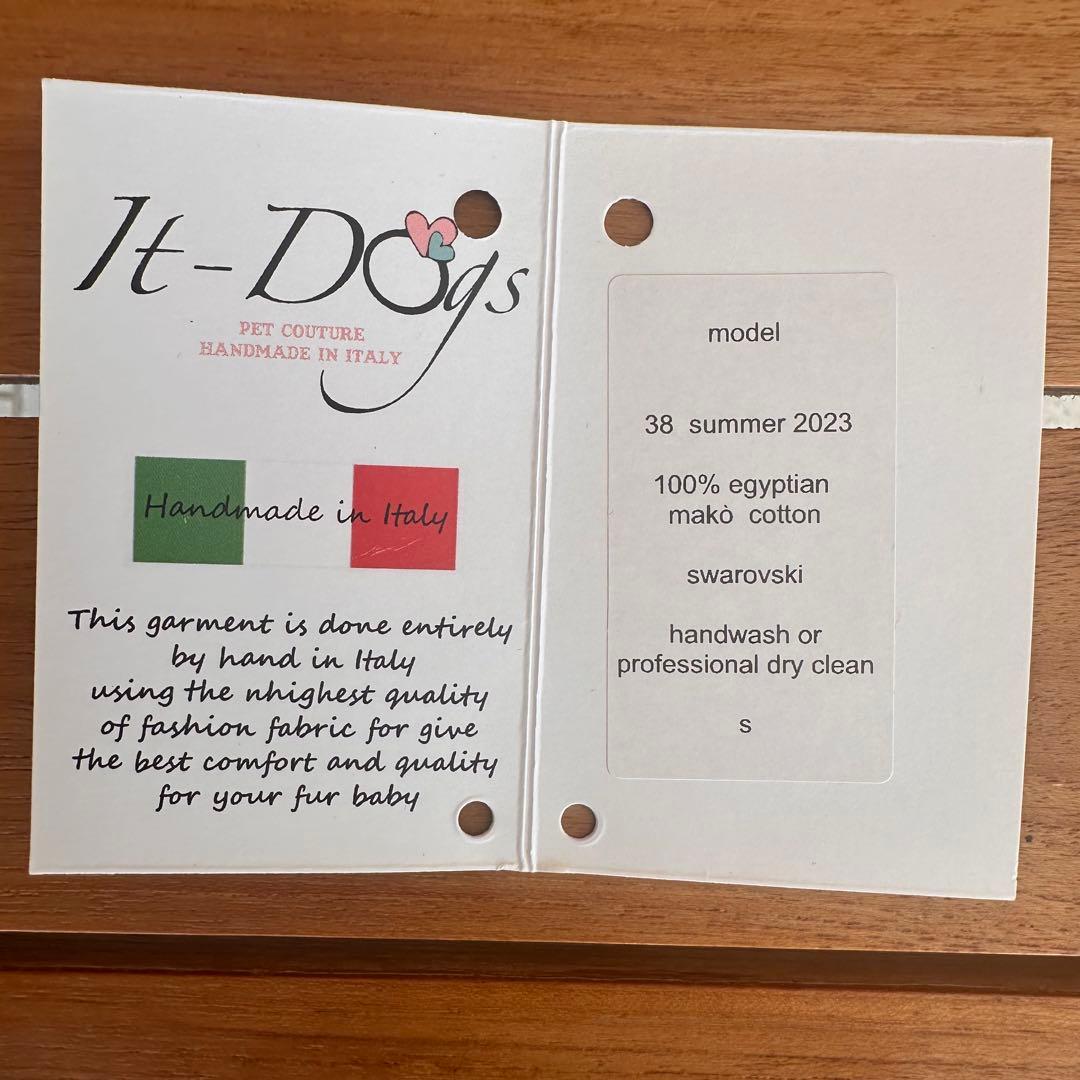 It-Dogs
PET COUTURE
HANDMADE IN ITALY
Handmade in Italy
This garment is done entirely
by hand in Italy
using the nhighest quality
of fashion fabric for give
the best comfort and quality
for your fur baby
model
38 summer 2023
100% egyptian
makò cotton
swarovski
handwash or
professional dry clean
s